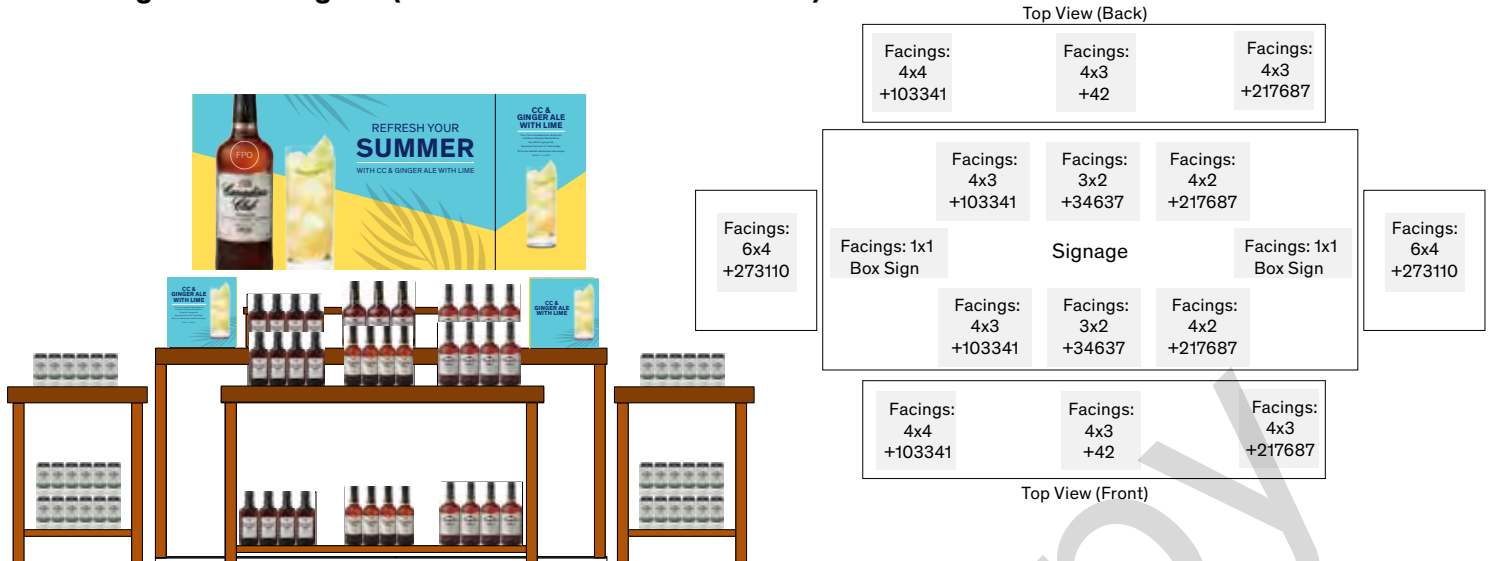 REFRESH YOUR
SUMMER
WITH CC & GINGER ALE WITH LIME
FPO
Canadian
Club
CC &
GINGER ALE
WITH LIME
CC &
GINGER ALE
WITH LIME
CC &
GINGER ALE
WITH LIME
Top View (Back)
Facings:
4x4
+103341
Facings:
4x3
+42
Facings:
4x3
+217687
Facings:
4x3
+103341
Facings:
3x2
+34637
Facings:
4x2
+217687
Facings:
6x4
+273110
Facings: 1x1
Box Sign
Signage
Facings: 1x1
Box Sign
Facings:
6x4
+273110
Facings:
4x3
+103341
Facings:
3x2
+34637
Facings:
4x2
+217687
Facings:
4x4
+103341
Facings:
4x3
+42
Facings:
4x3
+217687
Top View (Front)